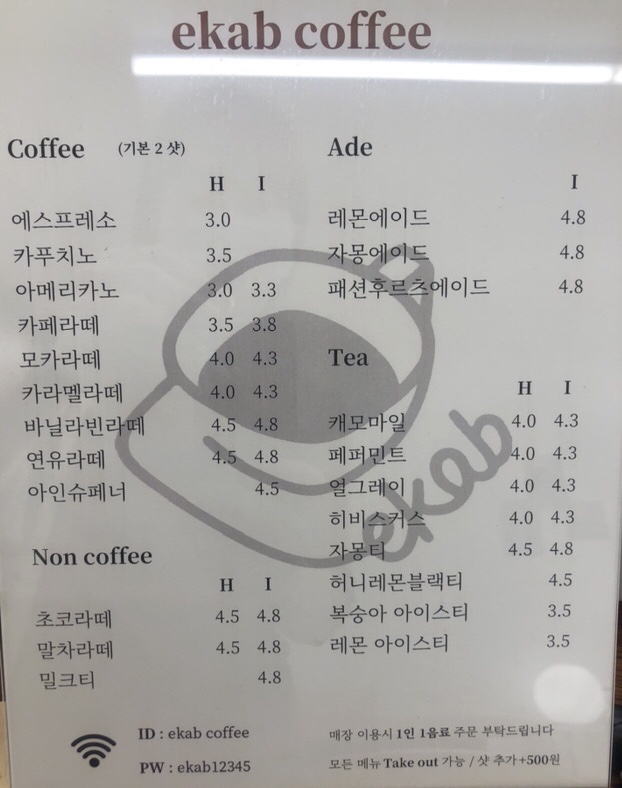 ekab coffee
Coffee (기본 2 샷)
H I
에스프레소 3.0
카푸치노 3.5
아메리카노 3.0 3.3
카페라떼 3.5 3.8
모카라떼 4.0 4.3
카라멜라떼 4.0 4.3
바닐라빈라떼 4.5 4.8
연유라떼 4.5 4.8
아인슈페너 4.5
Non coffee
H I
초코라떼 4.5 4.8
말차라떼 4.5 4.8
밀크티 4.8
Ade
I
레몬에이드 4.8
자몽에이드 4.8
패션후르츠에이드 4.8
Tea
H I
캐모마일 4.0 4.3
페퍼민트 4.0 4.3
얼그레이 4.0 4.3
히비스커스 4.0 4.3
자몽티 4.5 4.8
허니레몬블랙티 4.5
복숭아 아이스티 3.5
레몬 아이스티 3.5
ekab
ID : ekab coffee
PW : ekab12345
매장 이용시 1인 1음료 주문 부탁드립니다
모든 메뉴 Take out 가능 / 샷 추가 +500원